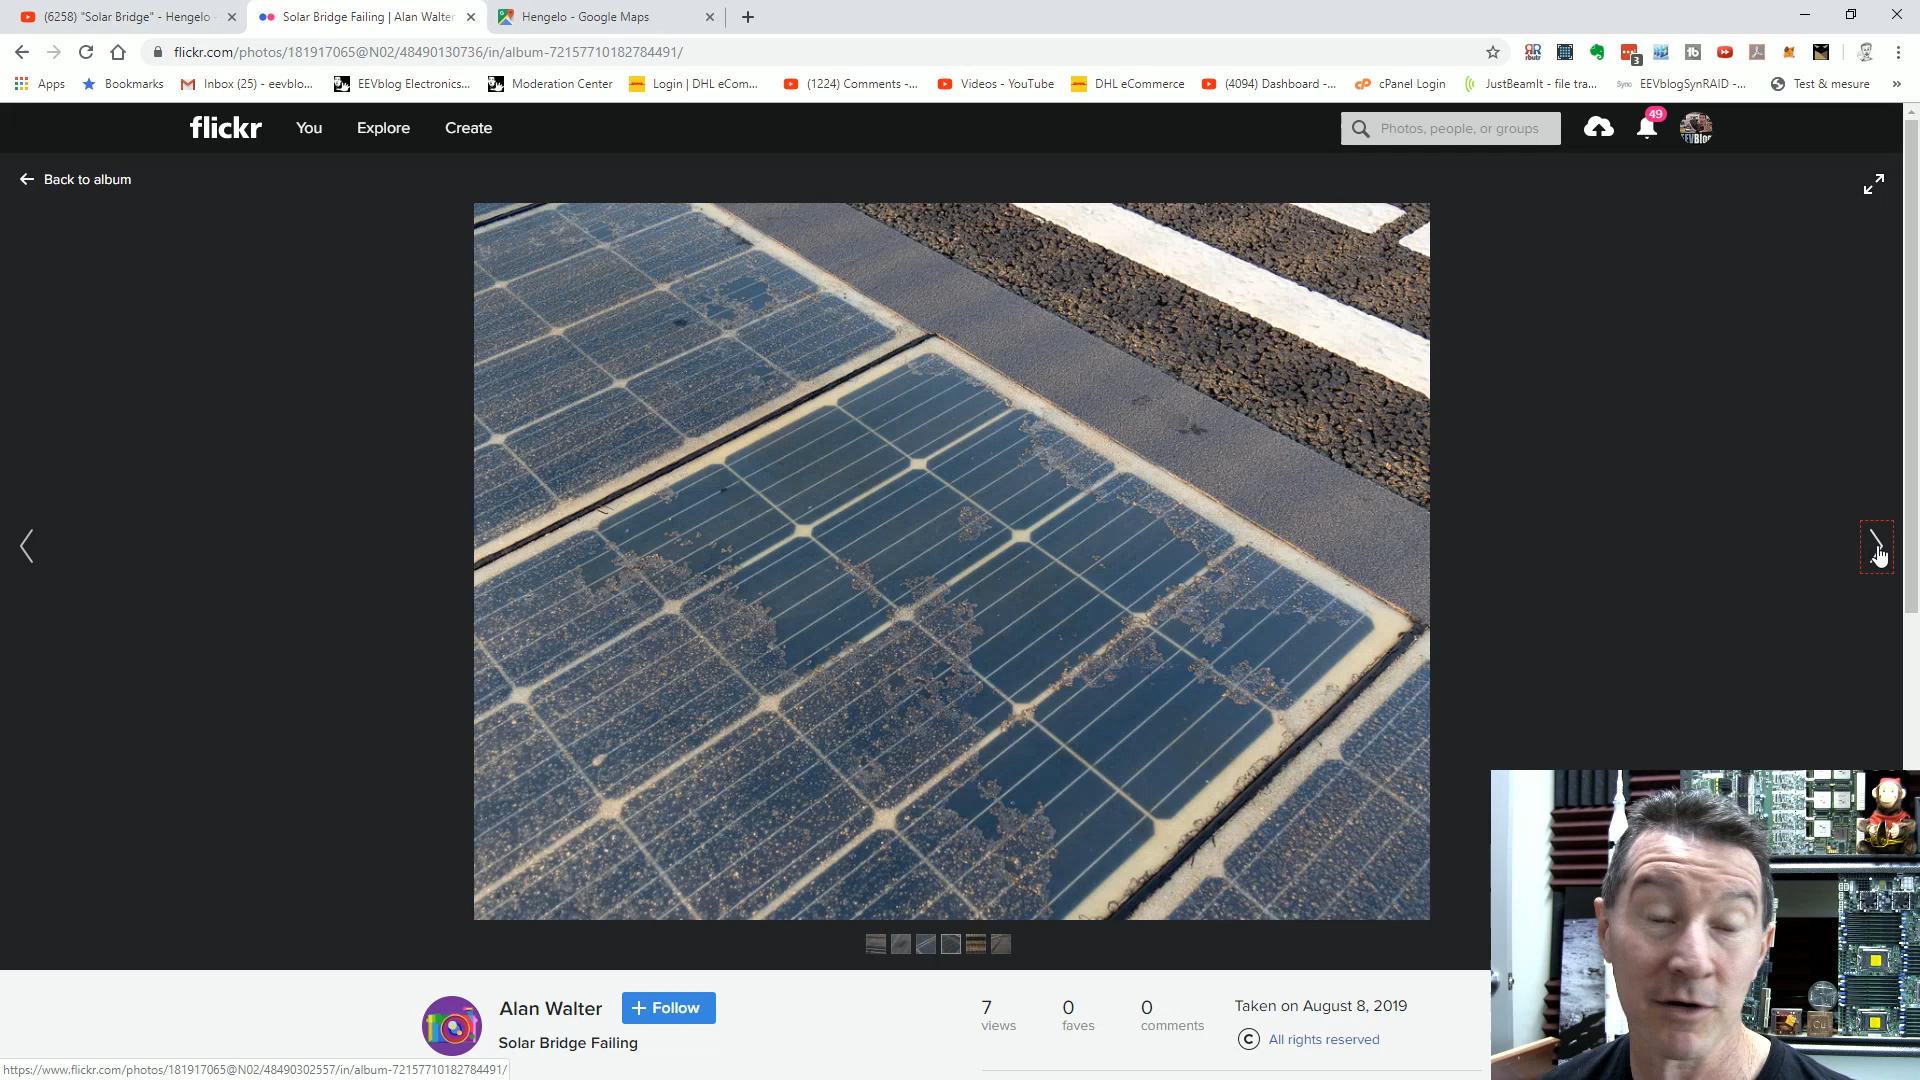 (6258) "Solar Bridge" - Hengelo
Solar Bridge Failing | Alan Walter
Hengelo - Google Maps
flickr.com/photos/181917065@N02/48490130736/in/album-72157710182784491/
Apps
Bookmarks
Inbox (25) - eevblo...
EEVblog Electronics...
Moderation Center
Login | DHL eCom...
(1224) Comments -...
Videos - YouTube
DHL eCommerce
(4094) Dashboard -...
cPanel Login
JustBeamIt - file tra...
EEVblogSynRAID -...
Test & mesure
flickr
You
Explore
Create
Photos, people, or groups
49
Back to album
Alan Walter
+ Follow
Solar Bridge Failing
7
views
0
faves
0
comments
Taken on August 8, 2019
All rights reserved
https://www.flickr.com/photos/181917065@N02/48490302557/in/album-72157710182784491/